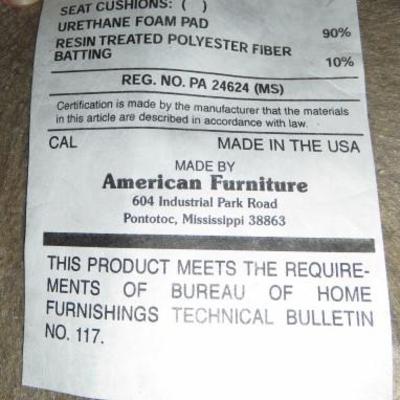 SEAT CUSHIONS: ( )
URETHANE FOAM PAD 90%
RESIN TREATED POLYESTER FIBER
BATTING 10%
REG. NO. PA 24624 (MS)
Certification is made by the manufacturer that the materials
in this article are described in accordance with law.
CAL MADE IN THE USA
MADE BY
American Furniture
604 Industrial Park Road
Pontotoc, Mississippi 38863
THIS PRODUCT MEETS THE REQUIRE-
MENTS OF BUREAU OF HOME
FURNISHINGS TECHNICAL BULLETIN
NO. 117.